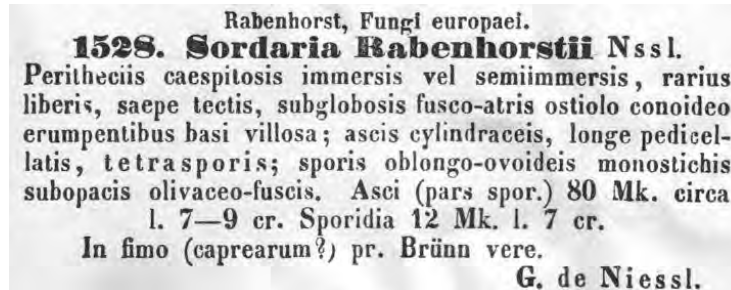 Rabenhorst, Fungi europaei.
1528. Sordaria Rabenhorstii Nssl.
Peritheciis caespitosis immersis vel semiimmersis, rarius
liberis, saepe tectis, subglobosis fusco-atris ostiolo conoideo
erumpentibus basi villosa; ascis cylindraceis, longe pedicel-
latis, tetrasporis; sporis oblongo-ovoideis monostichis
subopacis olivaceo-fuscis. Asci (pars spor.) 80 Mk. circa
l. 7—9 cr. Sporidia 12 Mk. l. 7 cr.
In fimo (caprearum?) pr. Brünn vere.
G. de Niessl.